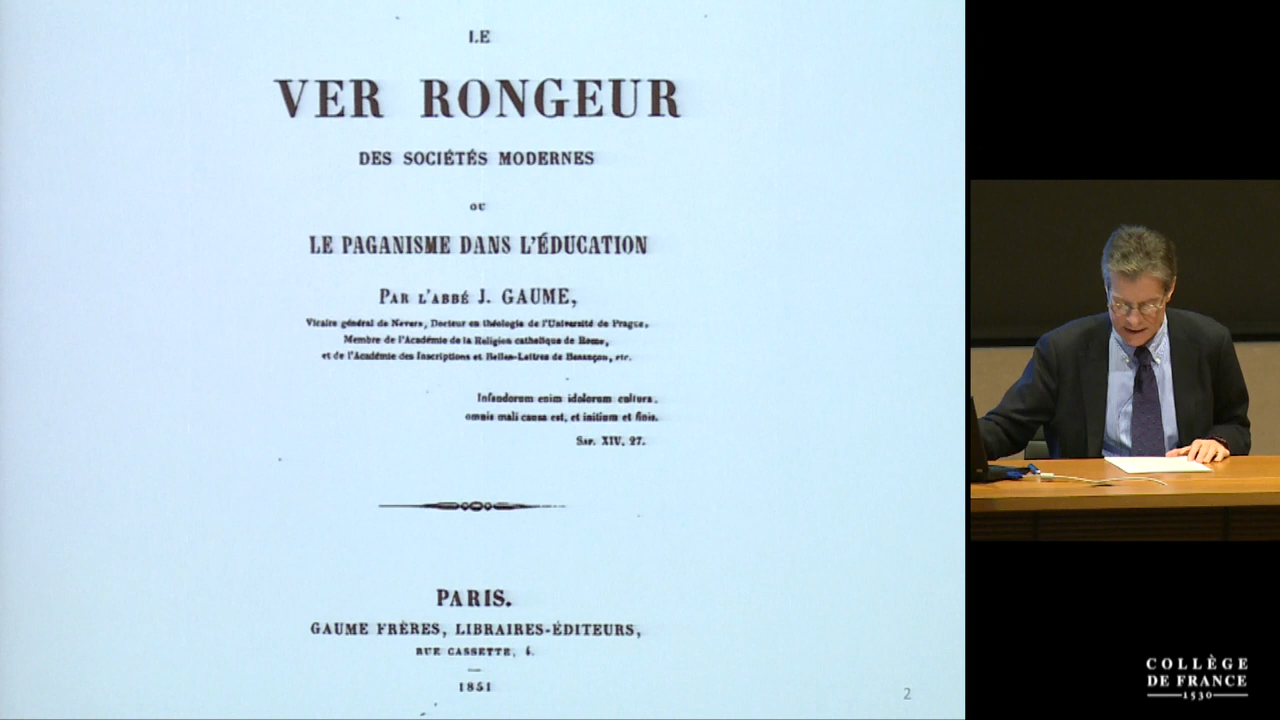 LE
VER RONGEUR
DES SOCIÉTÉS MODERNES
OU
LE PAGANISME DANS L'ÉDUCATION
PAR L'ABBÉ J. GAUME,
Vicaire général de Nevers, Docteur en théologie de l'Université de Prague,
Membre de l'Académie de la Religion catholique de Rome,
et de l'Académie des Inscriptions et Belles-Lettres de Besançon, etc.
Infandorum enim idolorum cultura,
omnis mali causa est, et initium et finis.
SAP. XIV, 27.
PARIS.
GAUME FRÈRES, LIBRAIRES-ÉDITEURS,
RUE CASSETTE,
1851
2
COLLÈGE
DE FRANCE
1530